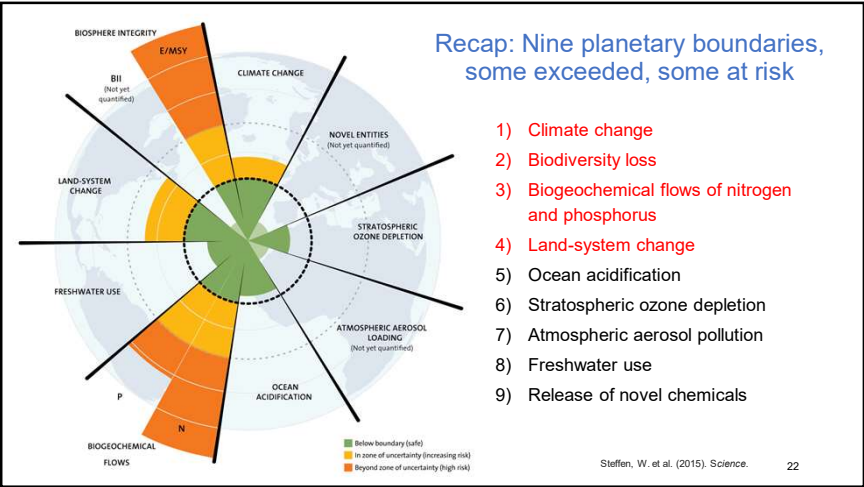 Recap: Nine planetary boundaries,
some exceeded, some at risk
BIOSPHERE INTEGRITY
E/MSY
BII
(Not yet
quantified)
CLIMATE CHANGE
NOVEL ENTITIES
(Not yet quantified)
LAND-SYSTEM
CHANGE
STRATOSPHERIC
OZONE DEPLETION
FRESHWATER USE
ATMOSPHERIC AEROSOL
LOADING
(Not yet quantified)
P
OCEAN
ACIDIFICATION
N
BIOGEOCHEMICAL
FLOWS
Below boundary (safe)
In zone of uncertainty (increasing risk)
Beyond zone of uncertainty (high risk)
1) Climate change
2) Biodiversity loss
3) Biogeochemical flows of nitrogen
and phosphorus
4) Land-system change
5) Ocean acidification
6) Stratospheric ozone depletion
7) Atmospheric aerosol pollution
8) Freshwater use
9) Release of novel chemicals
Steffen, W. et al. (2015). Science.
22